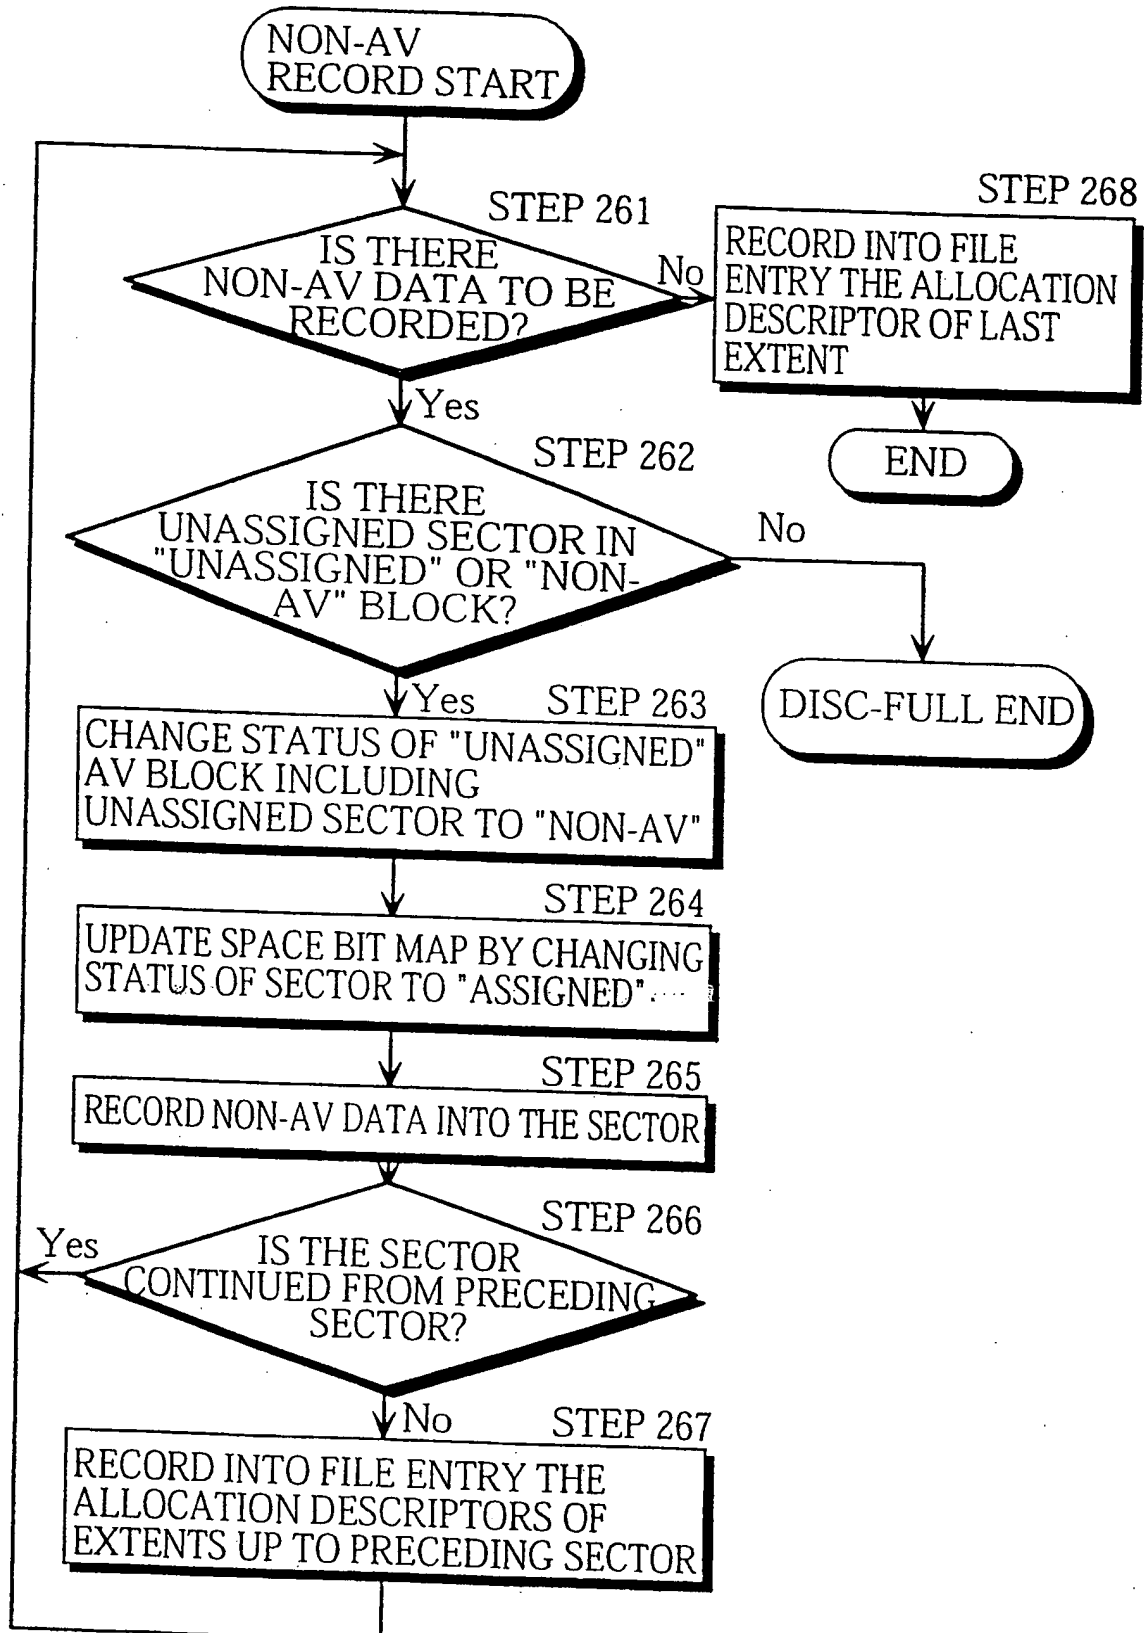 NON-AV
RECORD START
STEP 261
IS THERE
NON-AV DATA TO BE
RECORDED?
No
STEP 268
RECORD INTO FILE
ENTRY THE ALLOCATION
DESCRIPTOR OF LAST
EXTENT
END
Yes
STEP 262
IS THERE
UNASSIGNED SECTOR IN
"UNASSIGNED" OR "NON-
AV" BLOCK?
No
DISC-FULL END
Yes
STEP 263
CHANGE STATUS OF "UNASSIGNED"
AV BLOCK INCLUDING
UNASSIGNED SECTOR TO "NON-AV"
STEP 264
UPDATE SPACE BIT MAP BY CHANGING
STATUS OF SECTOR TO "ASSIGNED".
STEP 265
RECORD NON-AV DATA INTO THE SECTOR
STEP 266
IS THE SECTOR
CONTINUED FROM PRECEDING
SECTOR?
Yes
No
STEP 267
RECORD INTO FILE ENTRY THE
ALLOCATION DESCRIPTORS OF
EXTENTS UP TO PRECEDING SECTOR